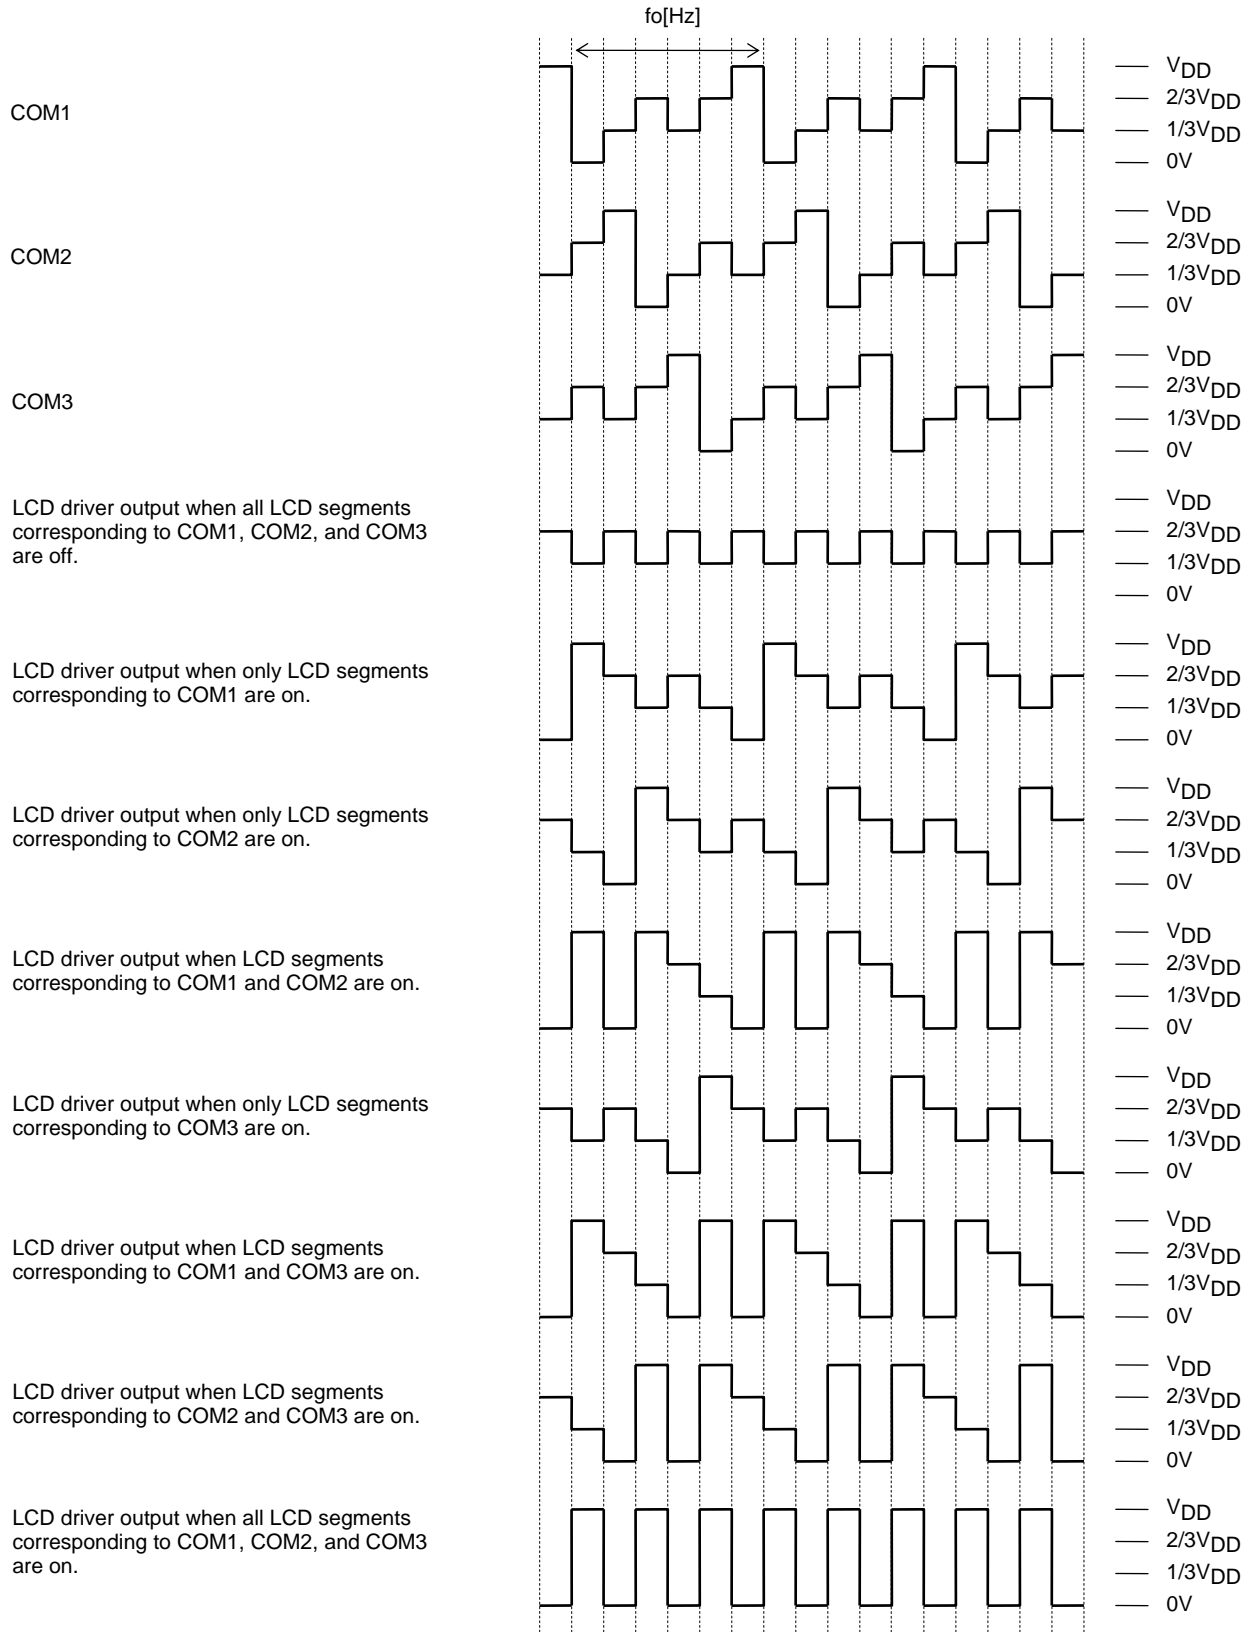 fo[Hz]
COM1
VDD
2/3VDD
1/3VDD
0V
COM2
VDD
2/3VDD
1/3VDD
0V
COM3
VDD
2/3VDD
1/3VDD
0V
LCD driver output when all LCD segments
corresponding to COM1, COM2, and COM3
are off.
VDD
2/3VDD
1/3VDD
0V
LCD driver output when only LCD segments
corresponding to COM1 are on.
VDD
2/3VDD
1/3VDD
0V
LCD driver output when only LCD segments
corresponding to COM2 are on.
VDD
2/3VDD
1/3VDD
0V
LCD driver output when LCD segments
corresponding to COM1 and COM2 are on.
VDD
2/3VDD
1/3VDD
0V
LCD driver output when only LCD segments
corresponding to COM3 are on.
VDD
2/3VDD
1/3VDD
0V
LCD driver output when LCD segments
corresponding to COM1 and COM3 are on.
VDD
2/3VDD
1/3VDD
0V
LCD driver output when LCD segments
corresponding to COM2 and COM3 are on.
VDD
2/3VDD
1/3VDD
0V
LCD driver output when all LCD segments
corresponding to COM1, COM2, and COM3
are on.
VDD
2/3VDD
1/3VDD
0V